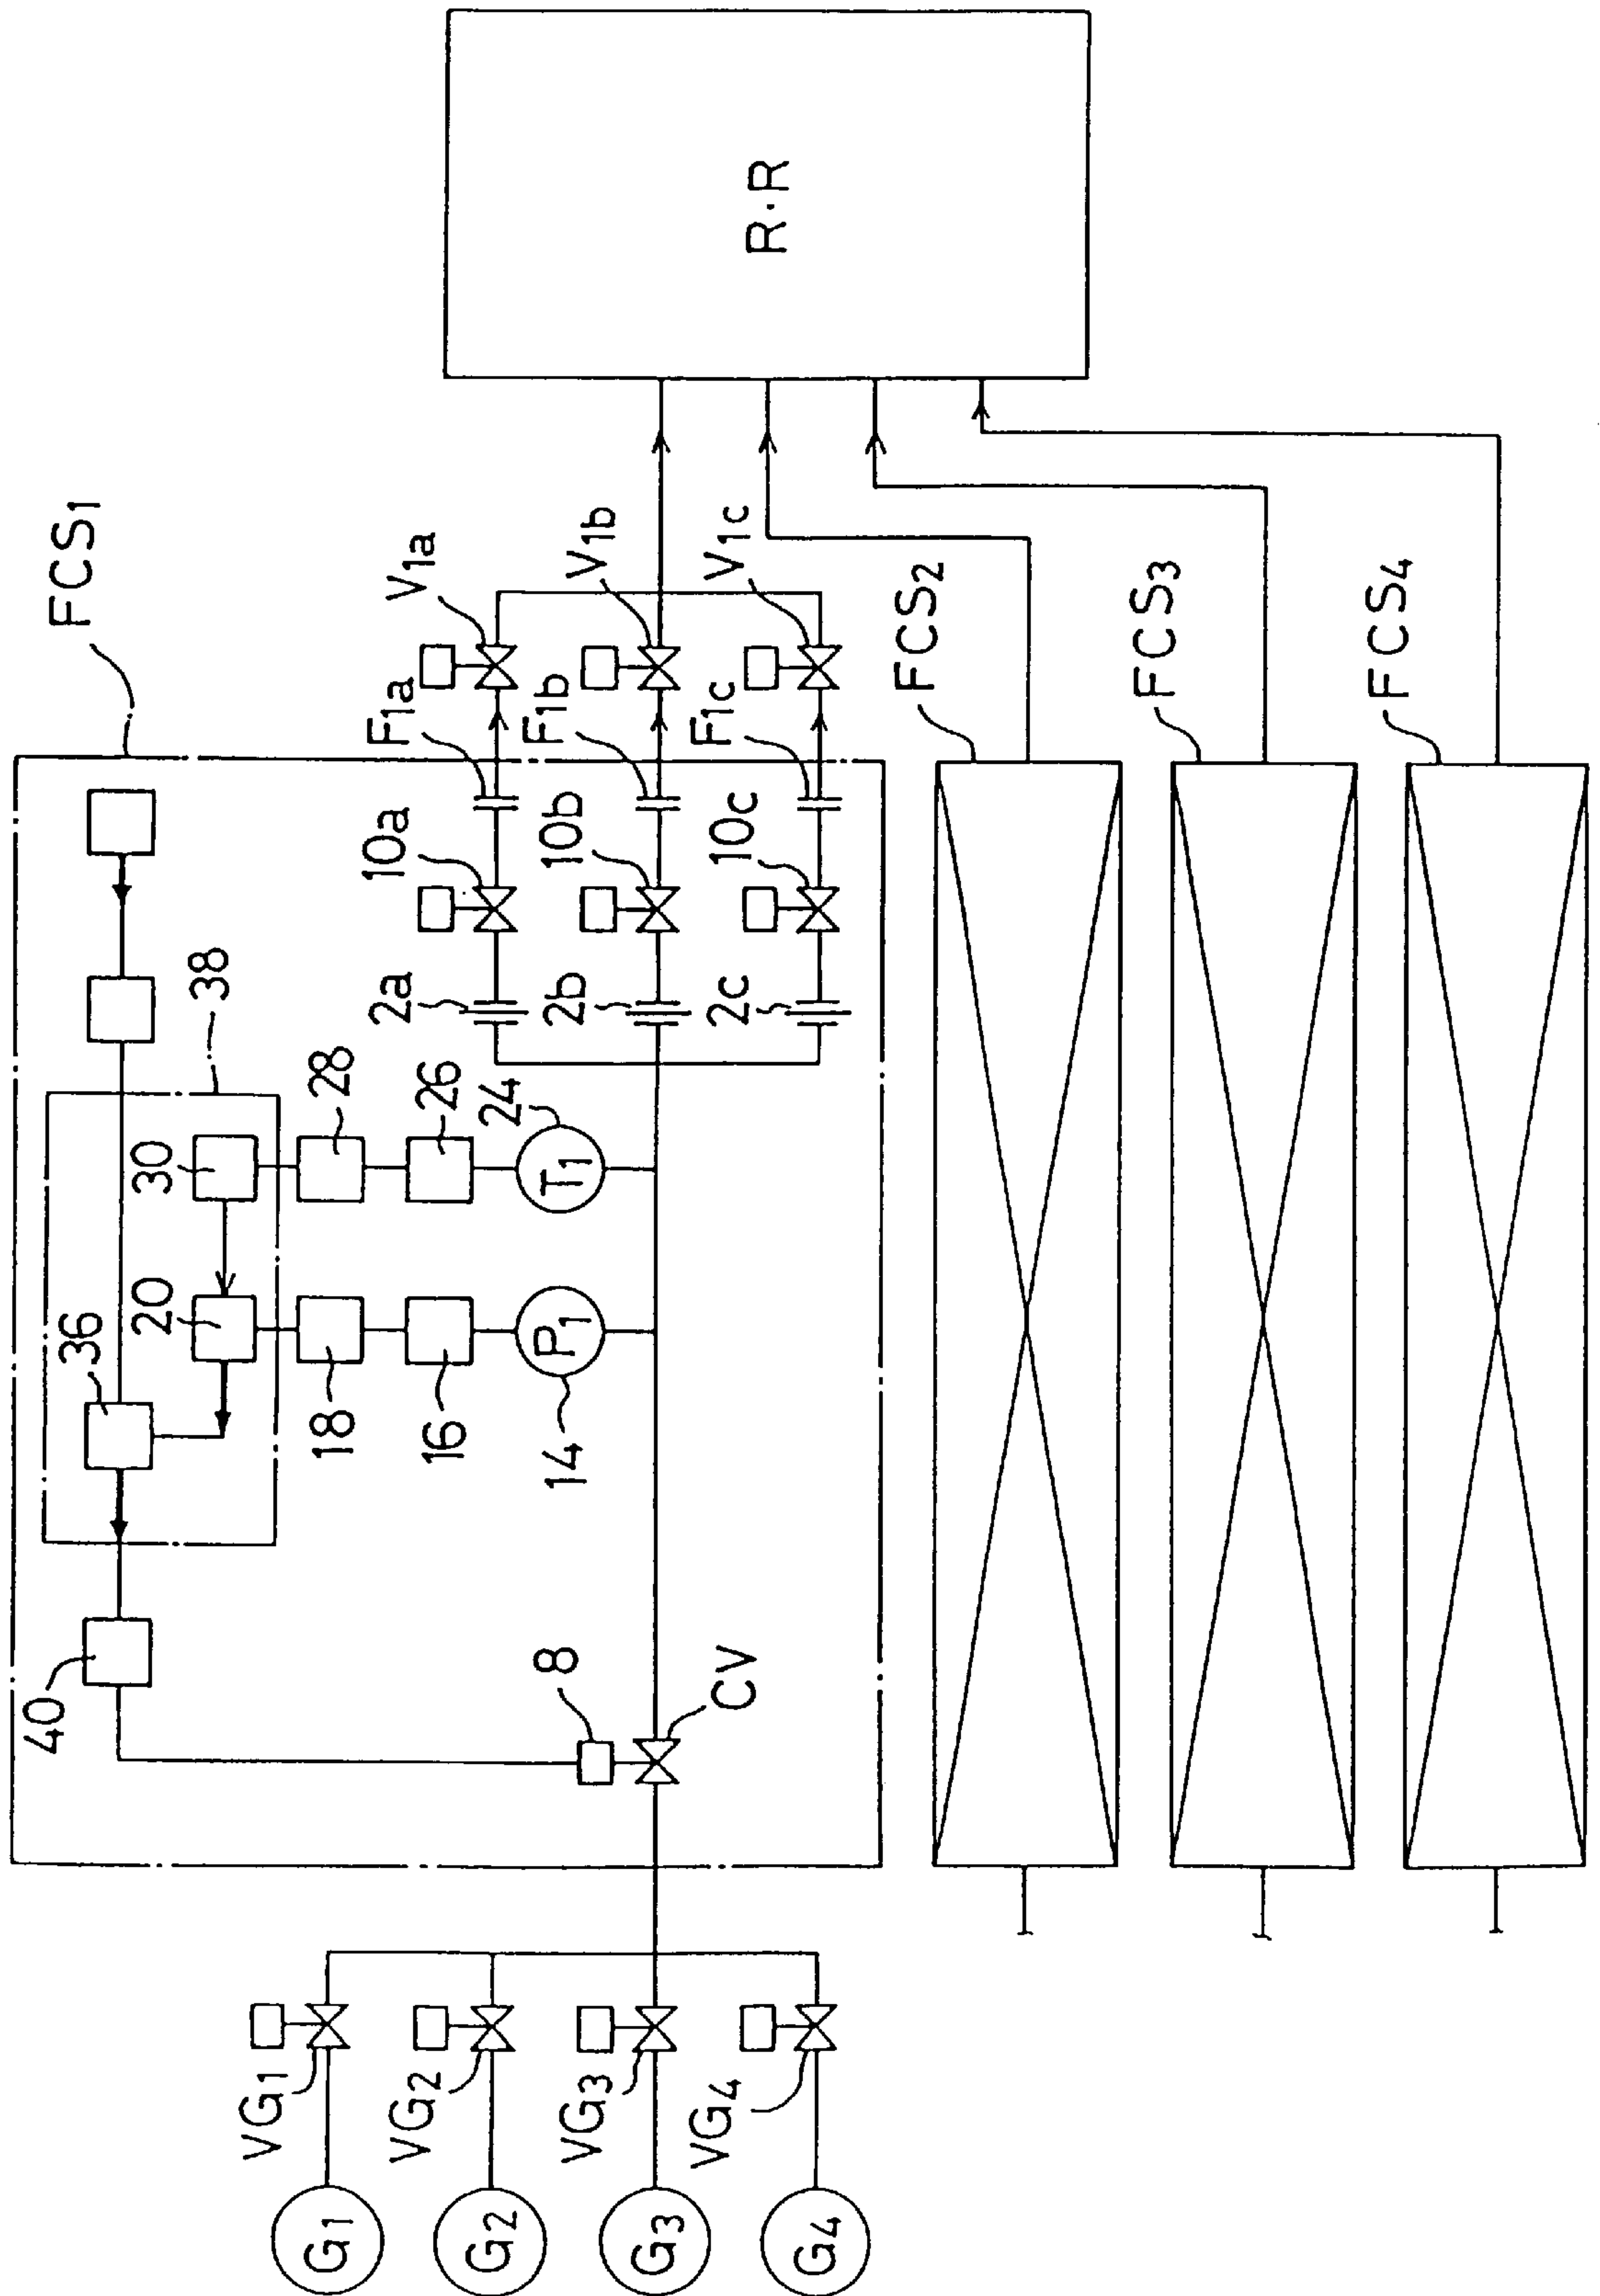 FCS1
40
36
38
20
30
18
28
16
26
14
P1
24
T1
8
CV
2a
10a
F1a
V1a
2b
10b
F1b
V1b
2c
10c
F1c
V1c
R·R
G1
VG1
G2
VG2
G3
VG3
G4
VG4
FCS2
FCS3
FCS4